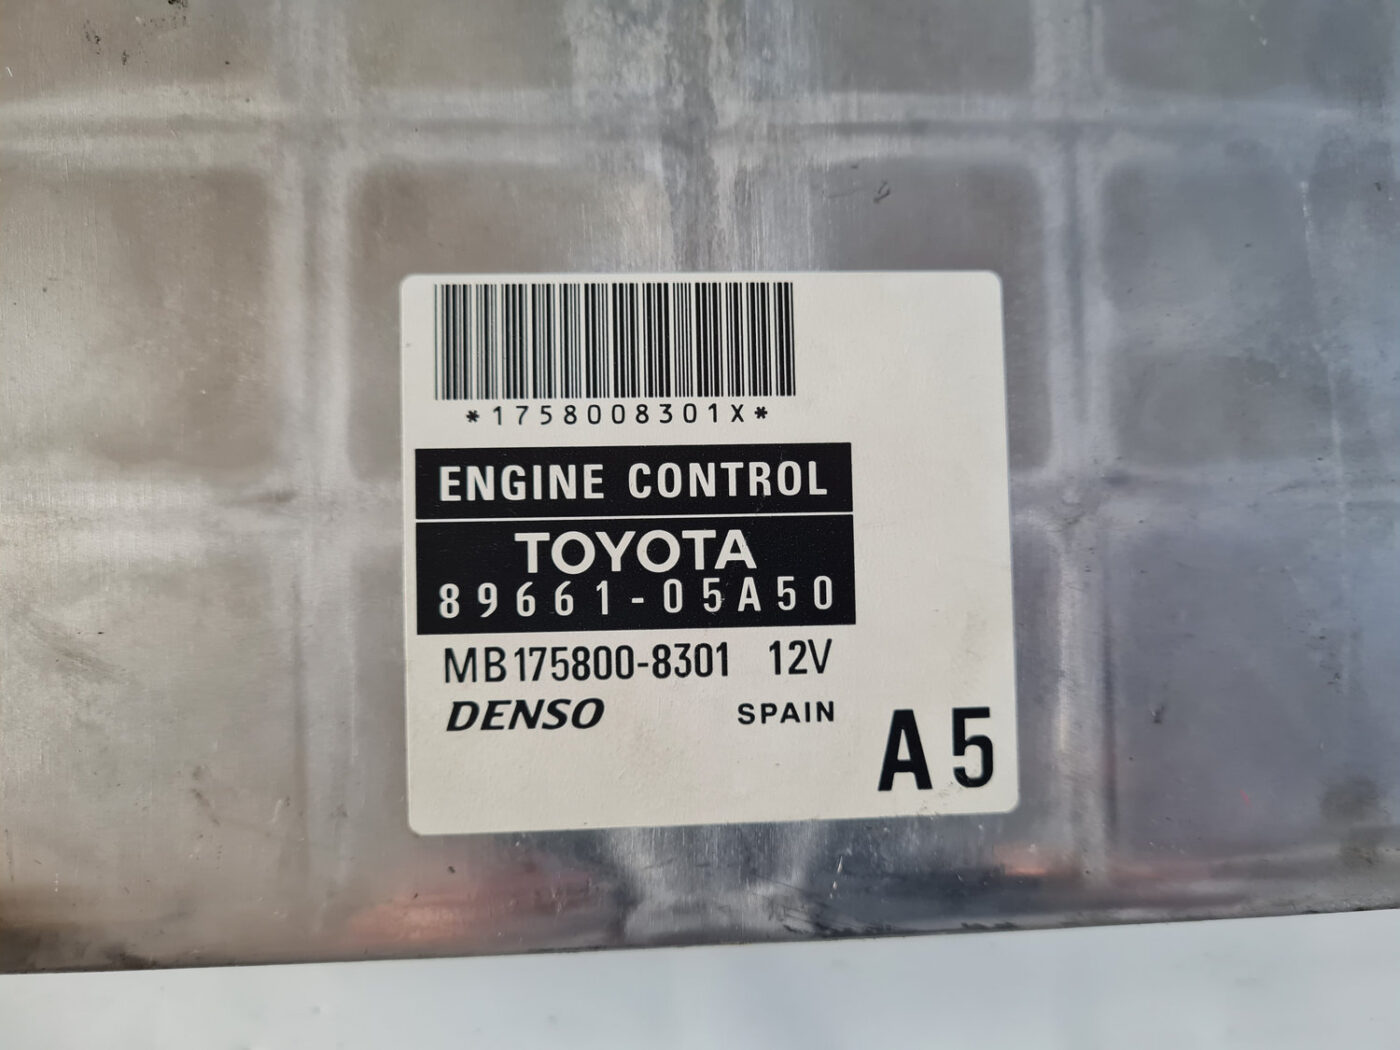 *1758008301X*
ENGINE CONTROL
TOYOTA
89661-05A50
MB175800-8301 12V
DENSO SPAIN
A5